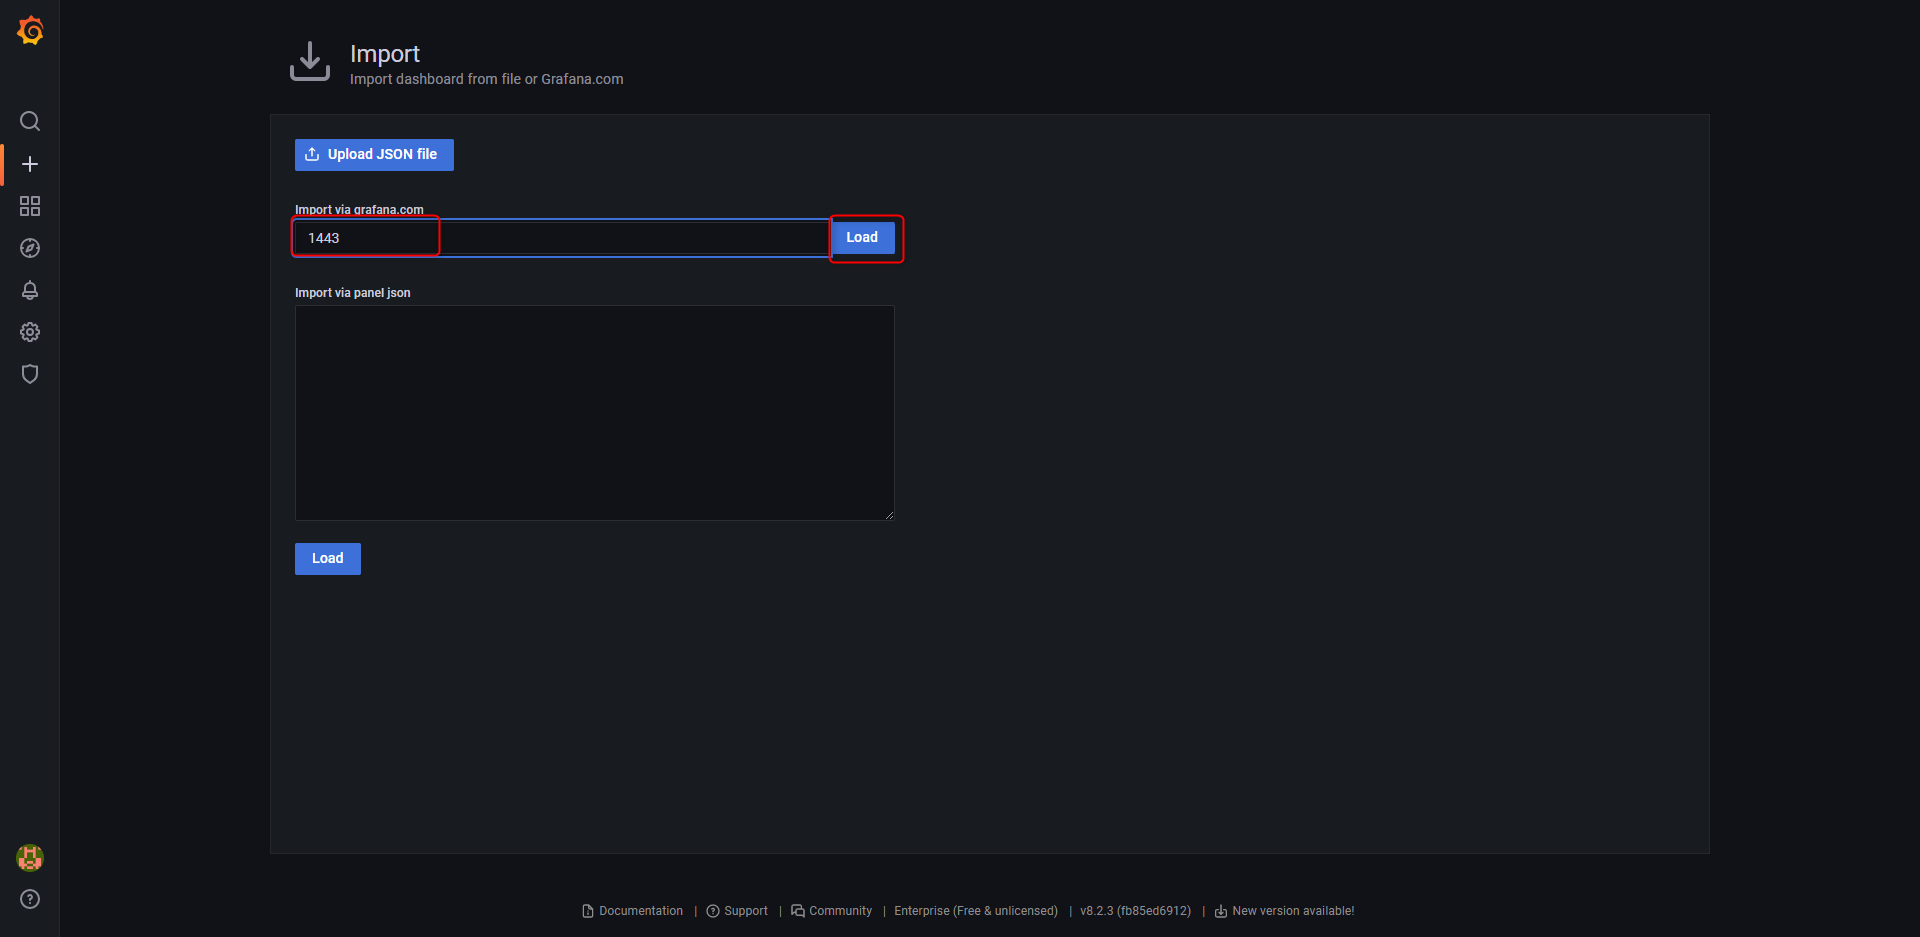 Import
Import dashboard from file or Grafana.com
Upload JSON file
Import via grafana.com
1443
Load
Import via panel json
Load
Documentation | Support | Community | Enterprise (Free & unlicensed) | v8.2.3 (fb85ed6912) | New version available!